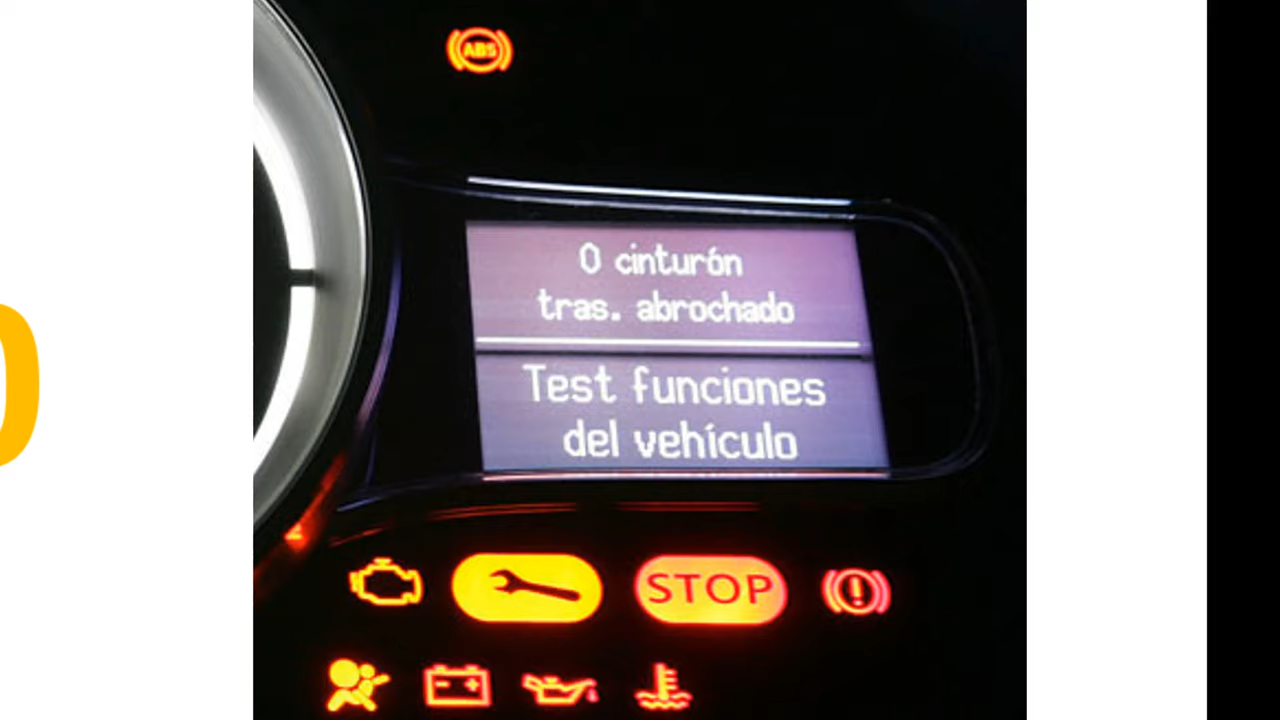 ABS
0 cinturón
tras. abrochado
Test funciones
del vehículo
STOP